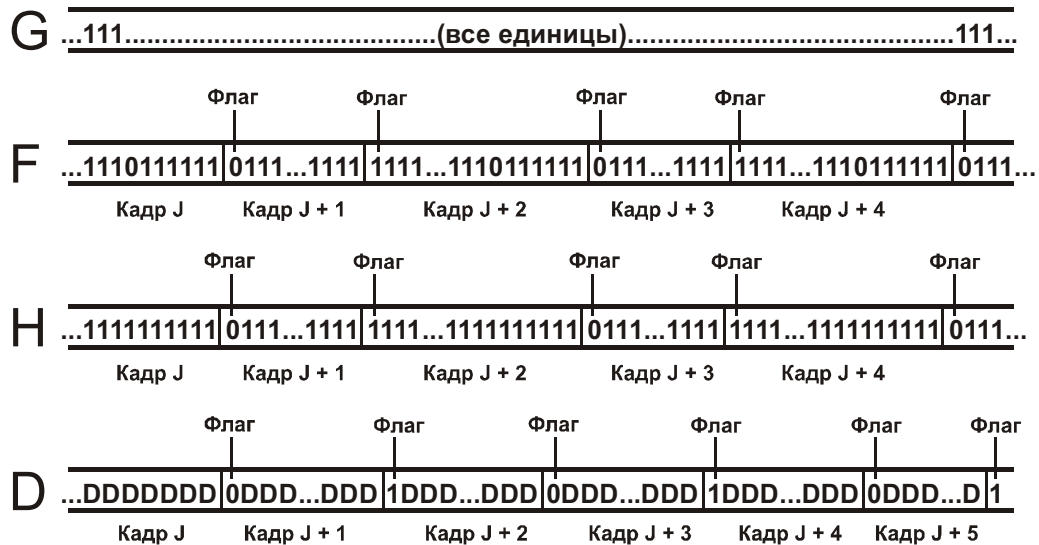 G ...111.......................................(все единицы).........................................111...
Флаг Флаг Флаг Флаг Флаг
F ...1110111111 0111...1111 1111...1110111111 0111...1111 1111...1110111111 0111...
Кадр J Кадр J + 1 Кадр J + 2 Кадр J + 3 Кадр J + 4
Флаг Флаг Флаг Флаг Флаг
H ...1111111111 0111...1111 1111...1111111111 0111...1111 1111...1111111111 0111...
Кадр J Кадр J + 1 Кадр J + 2 Кадр J + 3 Кадр J + 4
Флаг Флаг Флаг Флаг Флаг Флаг
D ...DDDDDDD 0DDD...DDD 1DDD...DDD 0DDD...DDD 1DDD...DDD 0DDD...D 1
Кадр J Кадр J + 1 Кадр J + 2 Кадр J + 3 Кадр J + 4 Кадр J + 5